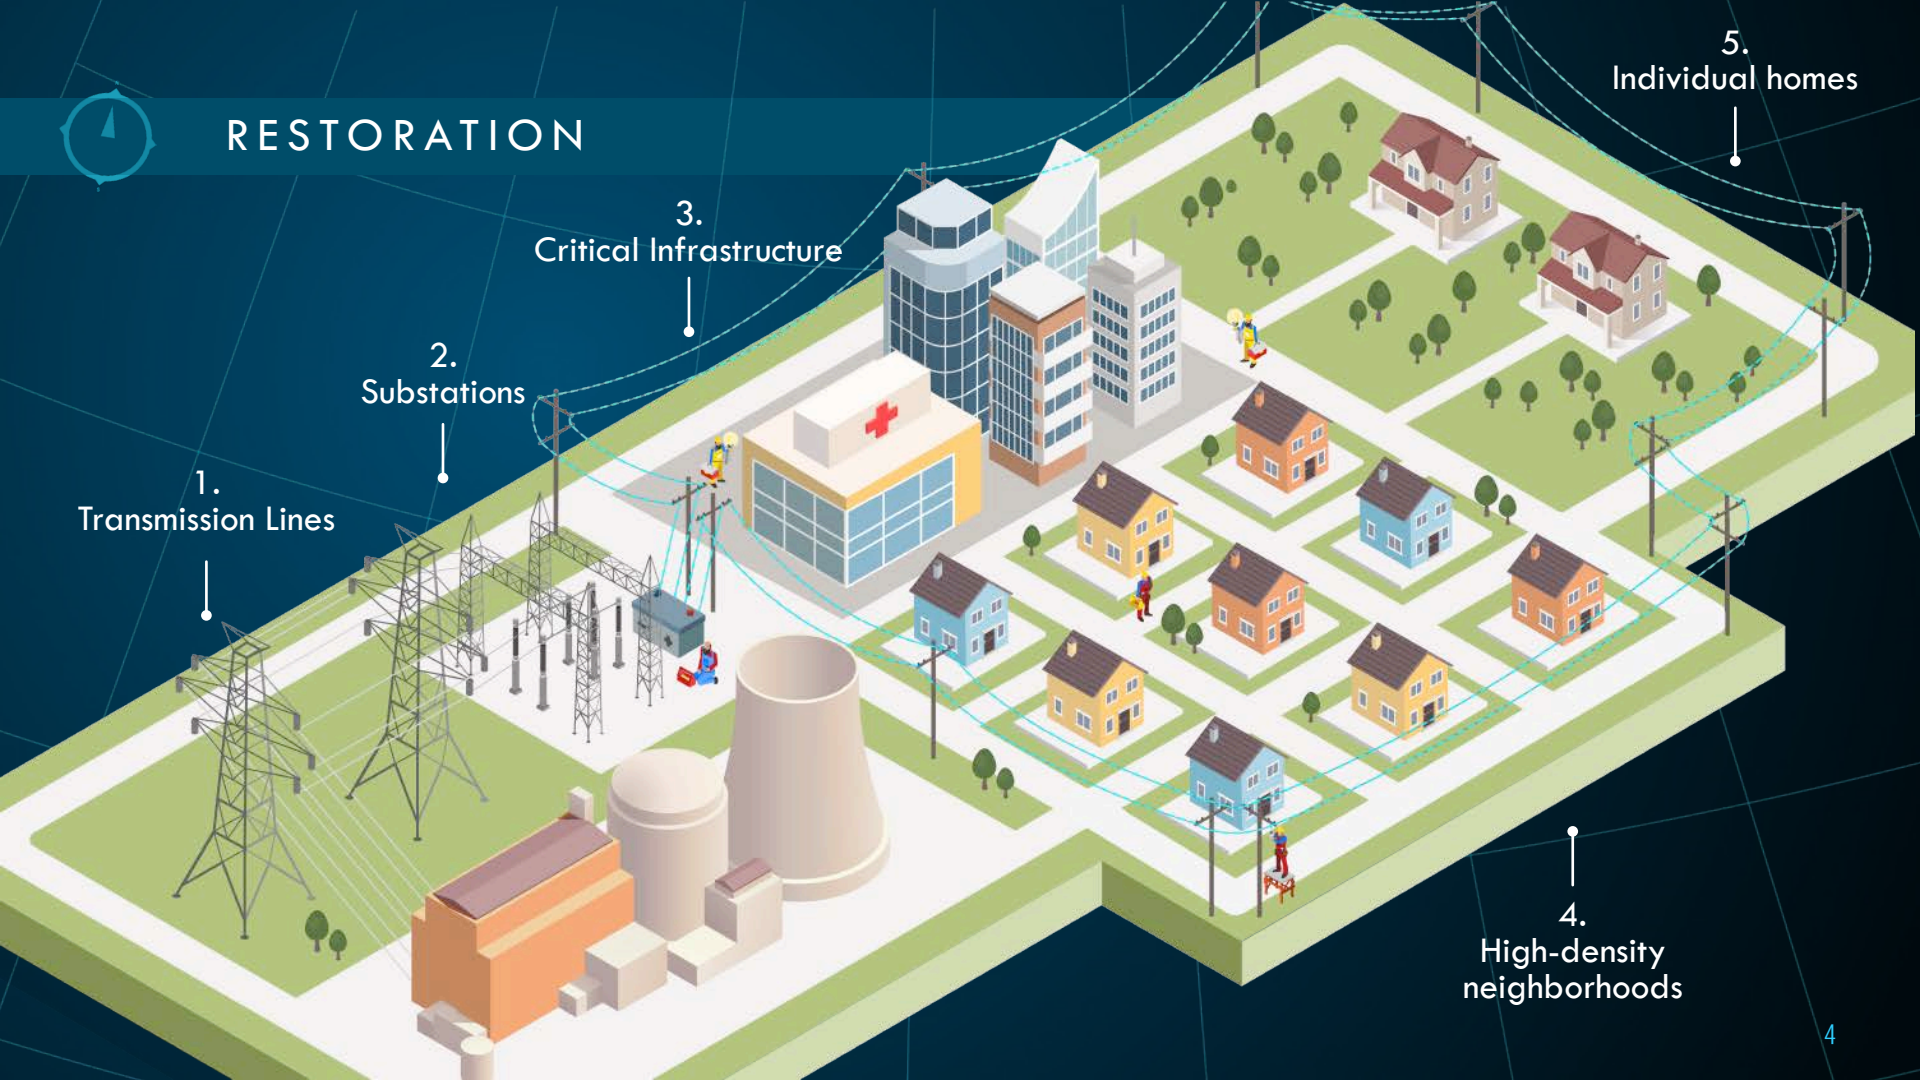 RESTORATION
1.
Transmission Lines
2.
Substations
3.
Critical Infrastructure
4.
High-density
neighborhoods
5.
Individual homes
4